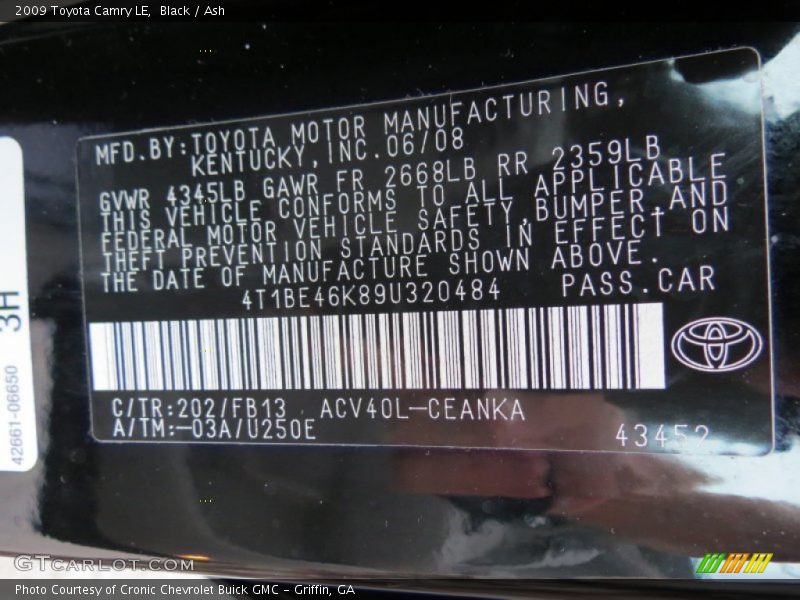 2009 Toyota Camry LE, Black / Ash
MFD.BY:TOYOTA MOTOR MANUFACTURING,
KENTUCKY,INC.06/08
GVWR 4345LB GAWR FR 2668LB RR 2359LB
THIS VEHICLE CONFORMS TO ALL APPLICABLE
FEDERAL MOTOR VEHICLE SAFETY,BUMPER,AND
THEFT PREVENTION STANDARDS IN EFFECT ON
THE DATE OF MANUFACTURE SHOWN ABOVE.
4T1BE46K89U320484 PASS.CAR
C/TR:202/FB13 ACV40L-CEANKA
A/TM:-03A/U250E
43452
3H
42661-06650
GTCARLOT.COM
Photo Courtesy of Cronic Chevrolet Buick GMC - Griffin, GA